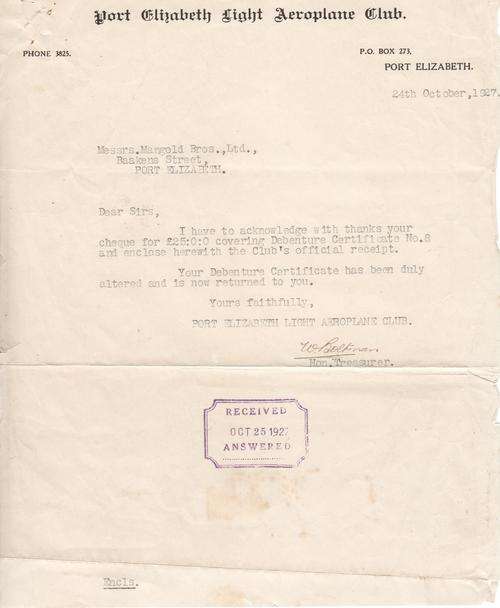 Port Elizabeth Light Aeroplane Club.
PHONE 3825.
P.O. BOX 273,
PORT ELIZABETH.
24th October, 1927.
Messrs. Mangold Bros., Ltd.,
Baakens Street,
PORT ELIZABETH.
Dear Sirs,
I have to acknowledge with thanks your
cheque for £25:0:0 covering Debenture Certificate No.8
and enclose herewith the Club's official receipt.
Your Debenture Certificate has been duly
altered and is now returned to you.
Yours faithfully,
PORT ELIZABETH LIGHT AEROPLANE CLUB.
Hon. Treasurer.
RECEIVED
OCT 25 1927
ANSWERED
Encls.